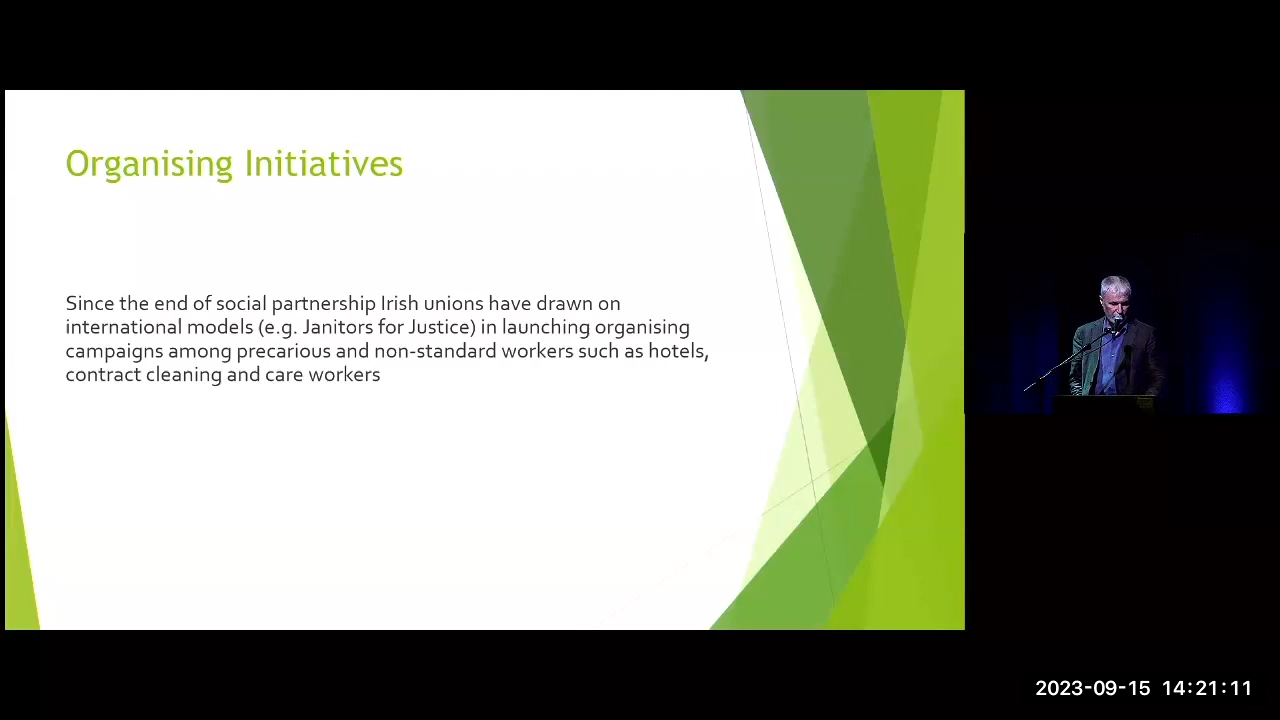 Organising Initiatives
Since the end of social partnership Irish unions have drawn on
international models (e.g. Janitors for Justice) in launching organising
campaigns among precarious and non-standard workers such as hotels,
contract cleaning and care workers
2023-09-15 14:21:11